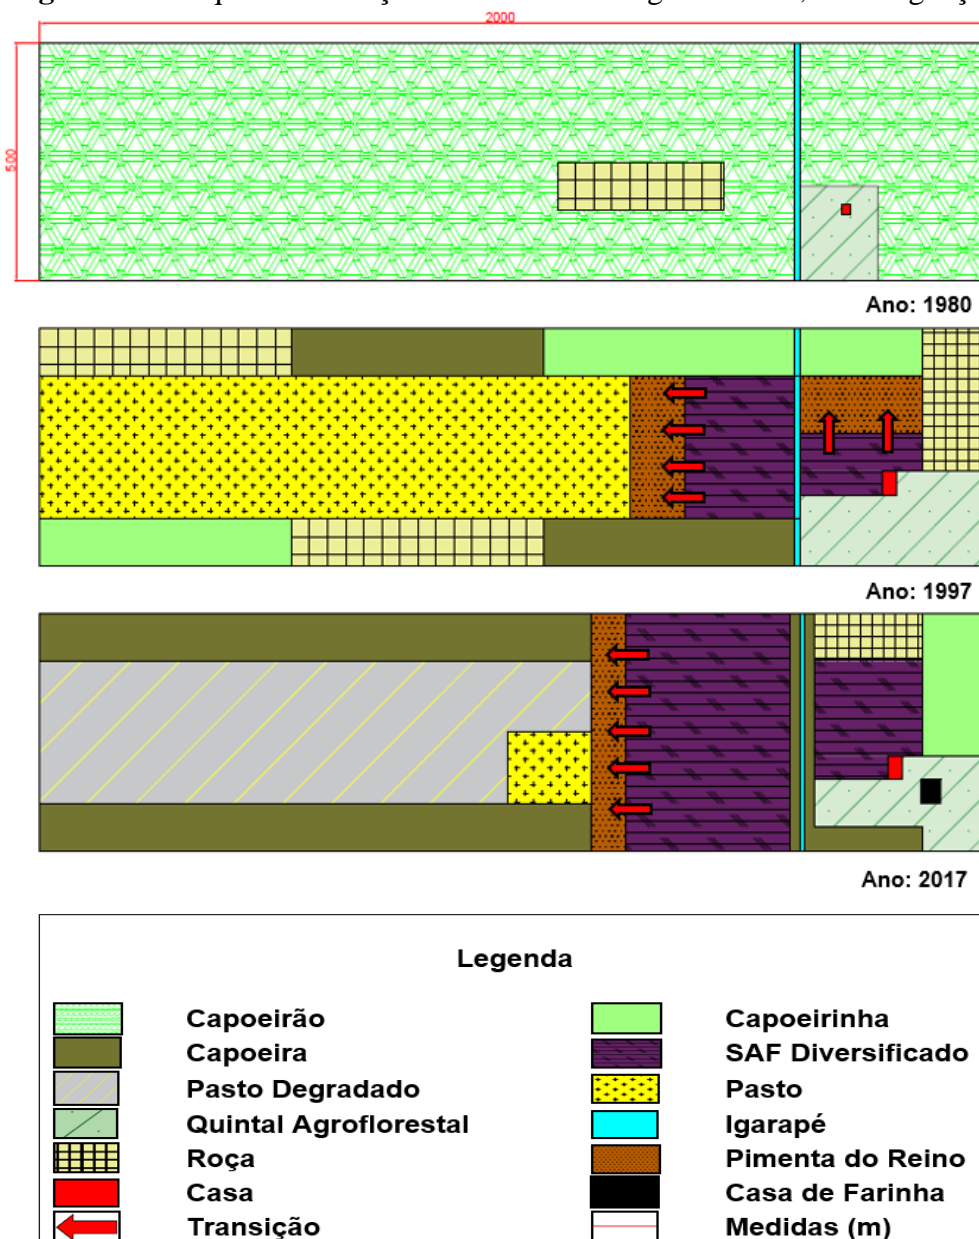 2000
500
Ano: 1980
Ano: 1997
Ano: 2017
Legenda
Capoeirão
Capoeirinha
Capoeira
SAF Diversificado
Pasto Degradado
Pasto
Quintal Agroflorestal
Igarapé
Roça
Pimenta do Reino
Casa
Casa de Farinha
Transição
Medidas (m)